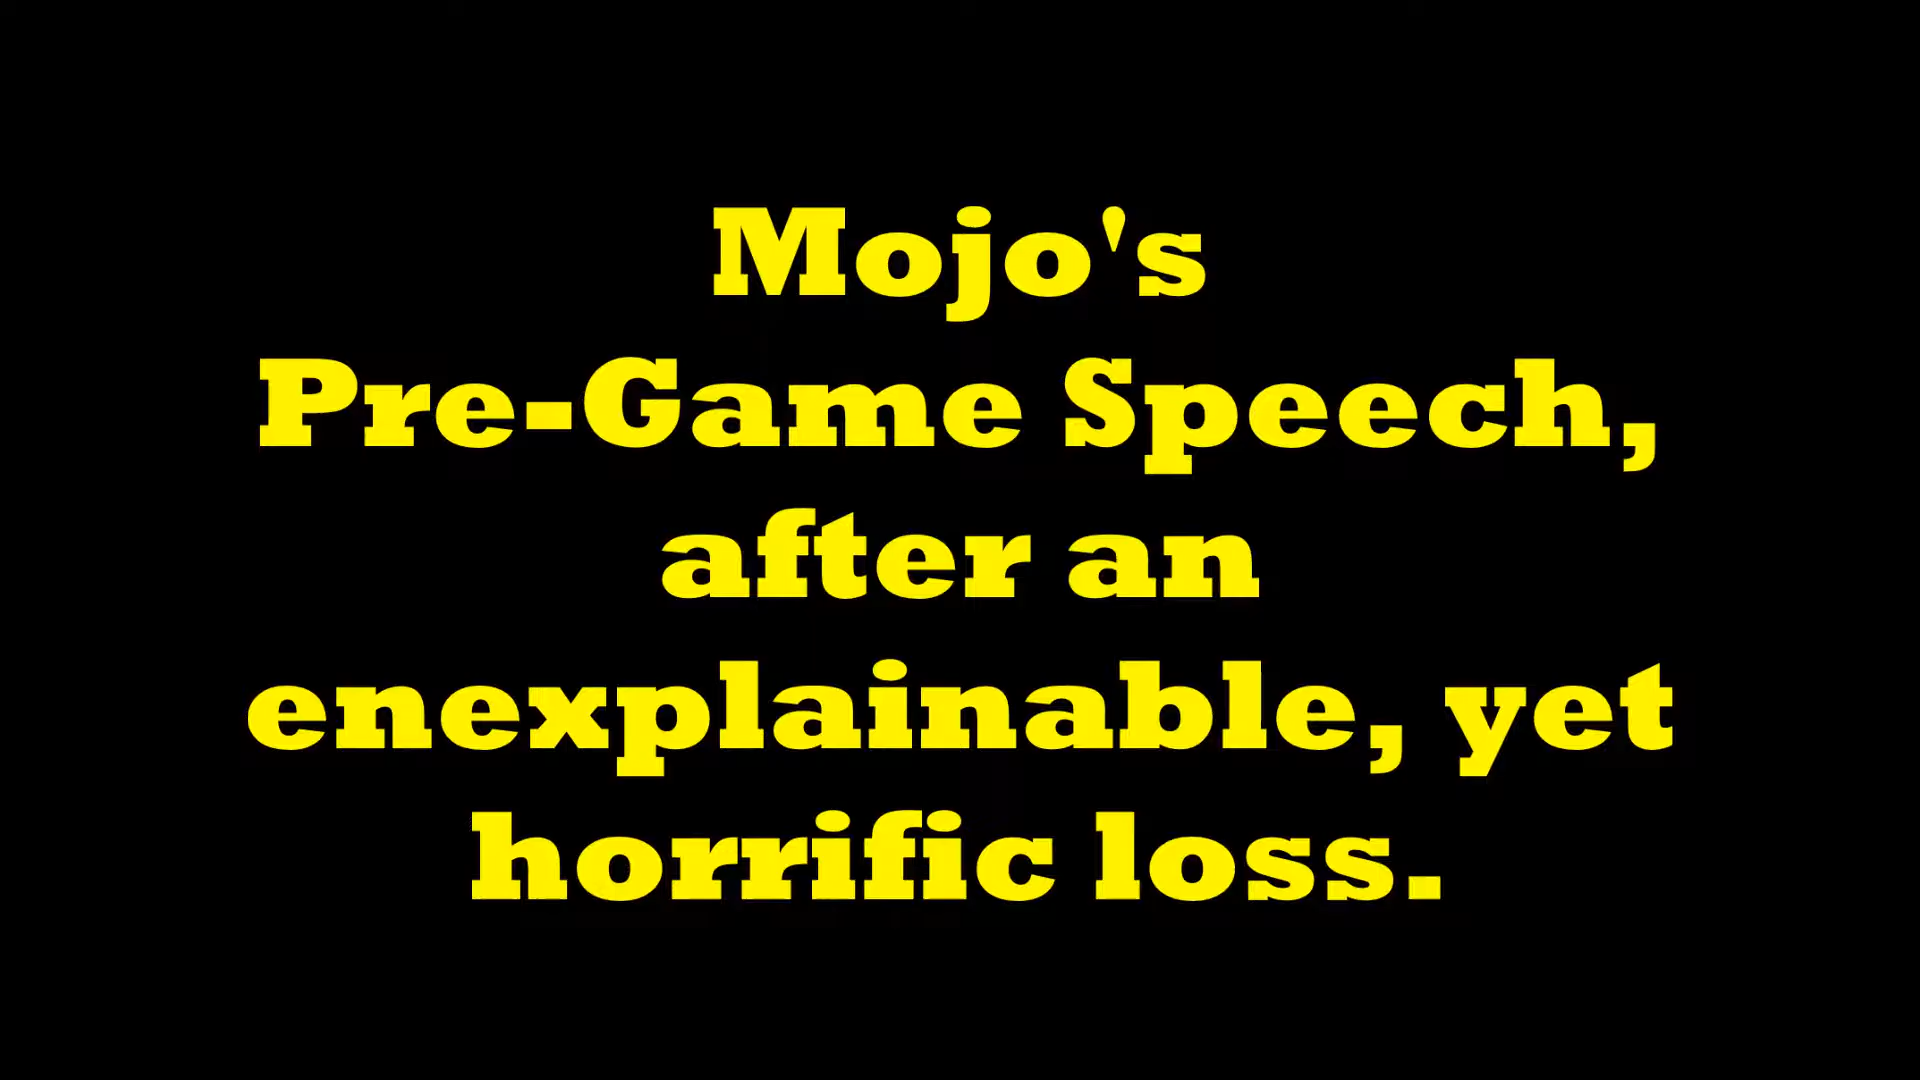 Mojo's
Pre-Game Speech,
after an
enexplainable, yet
horrific loss.